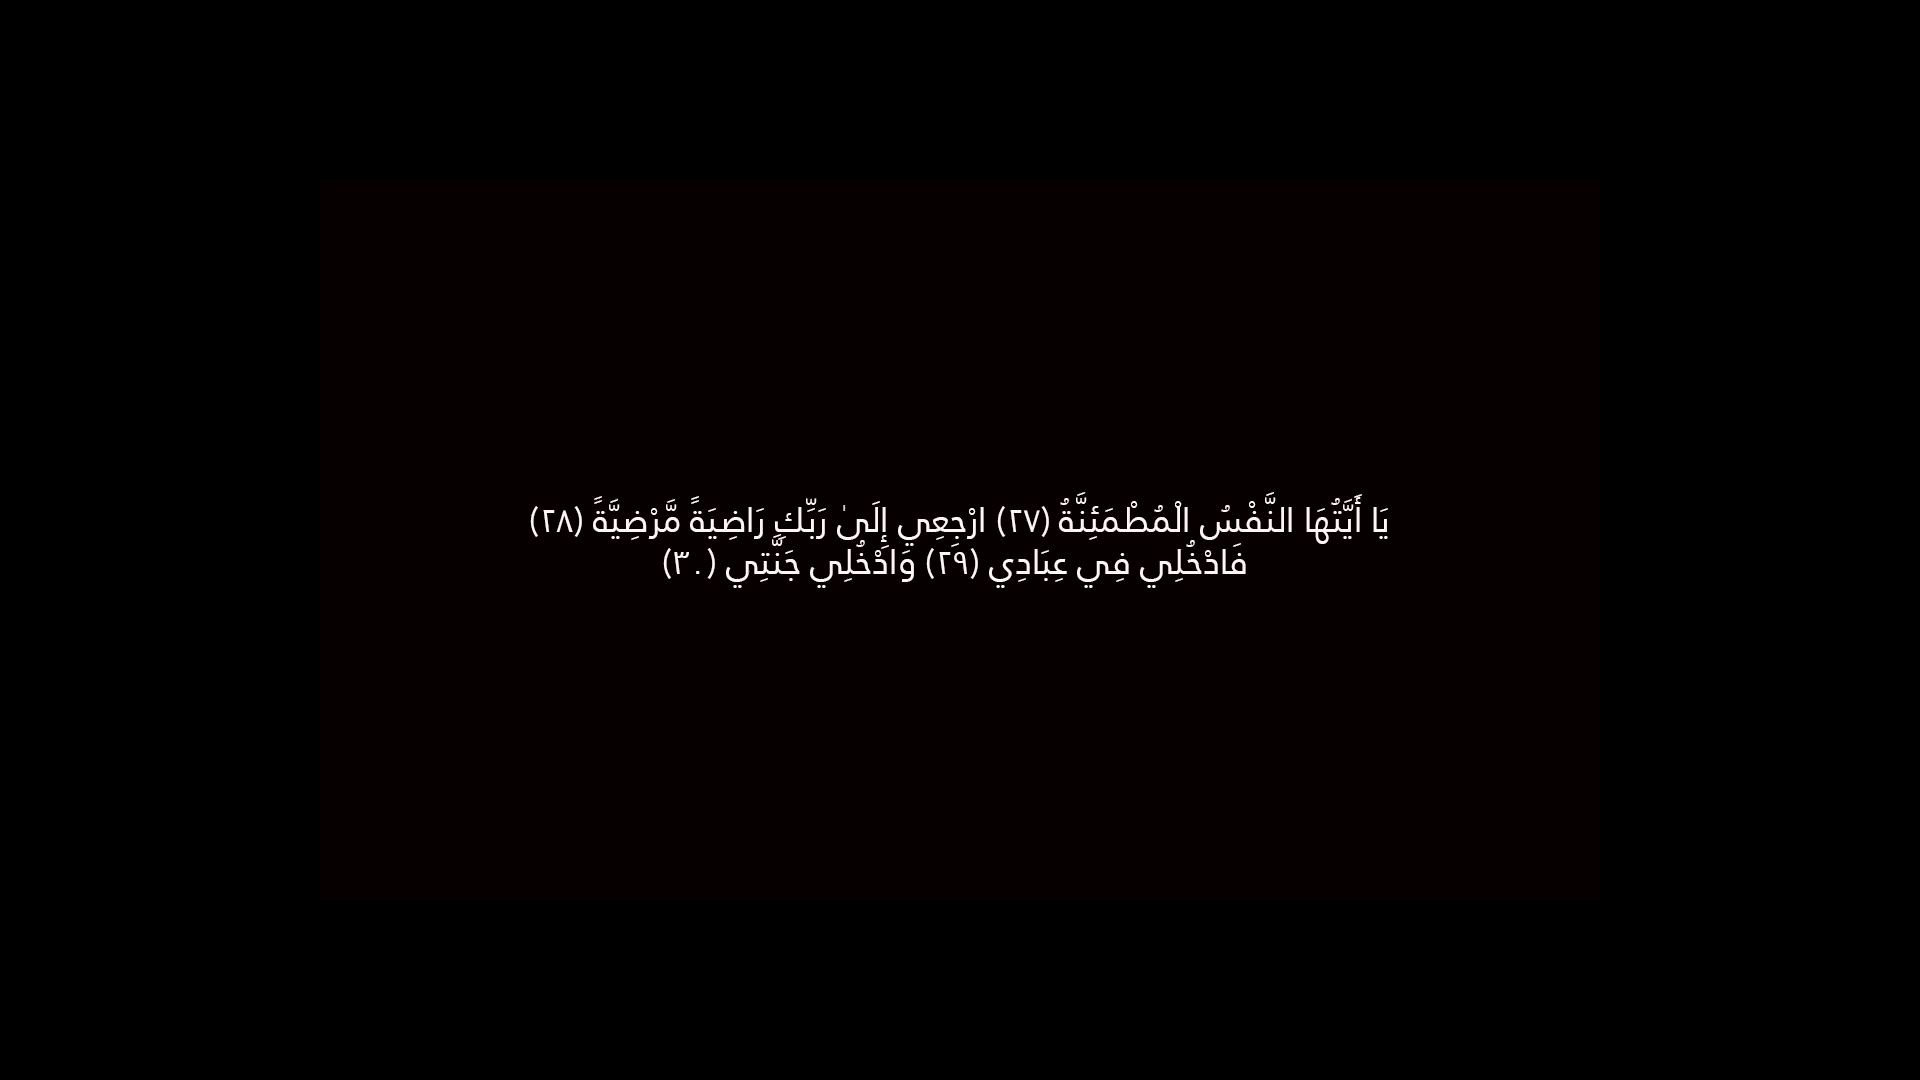 يَا أَيَّتُهَا النَّفْسُ الْمُطْمَئِنَّةُ (٢٧) ارْجِعِي إِلَىٰ رَبِّكِ رَاضِيَةً مَّرْضِيَّةً (٢٨)
فَادْخُلِي فِي عِبَادِي (٢٩) وَادْخُلِي جَنَّتِي (٣٠)